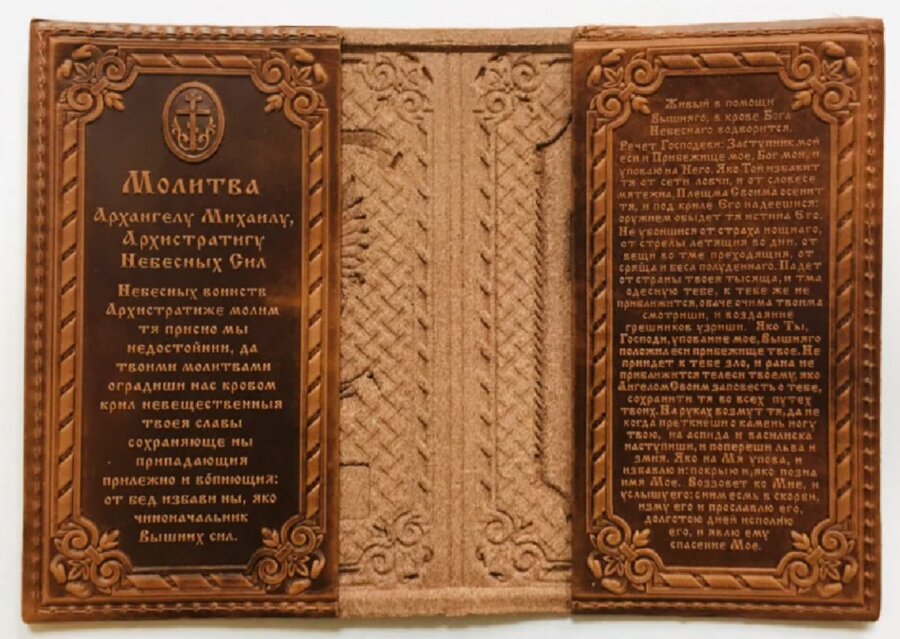 Молитва
Архангелу Михаилу,
Архистратигу
Небесных Сил
Небесных воинств
Архистратиже молим
тя присно мы
недостойнии, да
твоими молитвами
оградиши нас кровом
крил невещественныя
твоея славы
сохраняюще ны
припадающия
прилежно и вопиющия:
от бед избави ны, яко
чиноначальник
Вышних сил.
Живый в помощи
Вышняго, в крове Бога
Небеснаго водворится.
Речет Господеви: Заступник мой
еси и Прибежище мое, Бог мой, и
уповаю на Него. Яко Той избавит
тя от сети ловчи, и от словесе
мятежна, Плещма Своима осенит
тя, и под криле Его надеешися:
оружием обыдет тя истина Его.
Не убоишися от страха нощнаго,
от стрелы летящия во дни, от
вещи во тме преходящия, от
сряща и беса полуденнаго. Падет
от страны твоея тысяща, и тма
одесную тебе, к тебе же не
приближится, обаче очима твоима
смотриши, и воздаяние
грешников узриши. Яко Ты,
Господи, упование мое, Вышняго
положил еси прибежище твое. Не
приидет к тебе зло, и рана не
приближится телеси твоему, яко
Ангелом Своим заповесть о тебе,
сохранити тя во всех путех
твоих. На руках возмут тя, да не
когда преткнеши о камень ногу
твою, на аспида и василиска
наступиши, и попереши льва и
змия. Яко на Мя упова, и
избавлю и: покрыю и, яко позна
имя Мое. Воззовет ко Мне, и
услышу его: с ним есмь в скорби,
изму его и прославлю его,
долготою дней исполню
его, и явлю ему
спасение Мое.